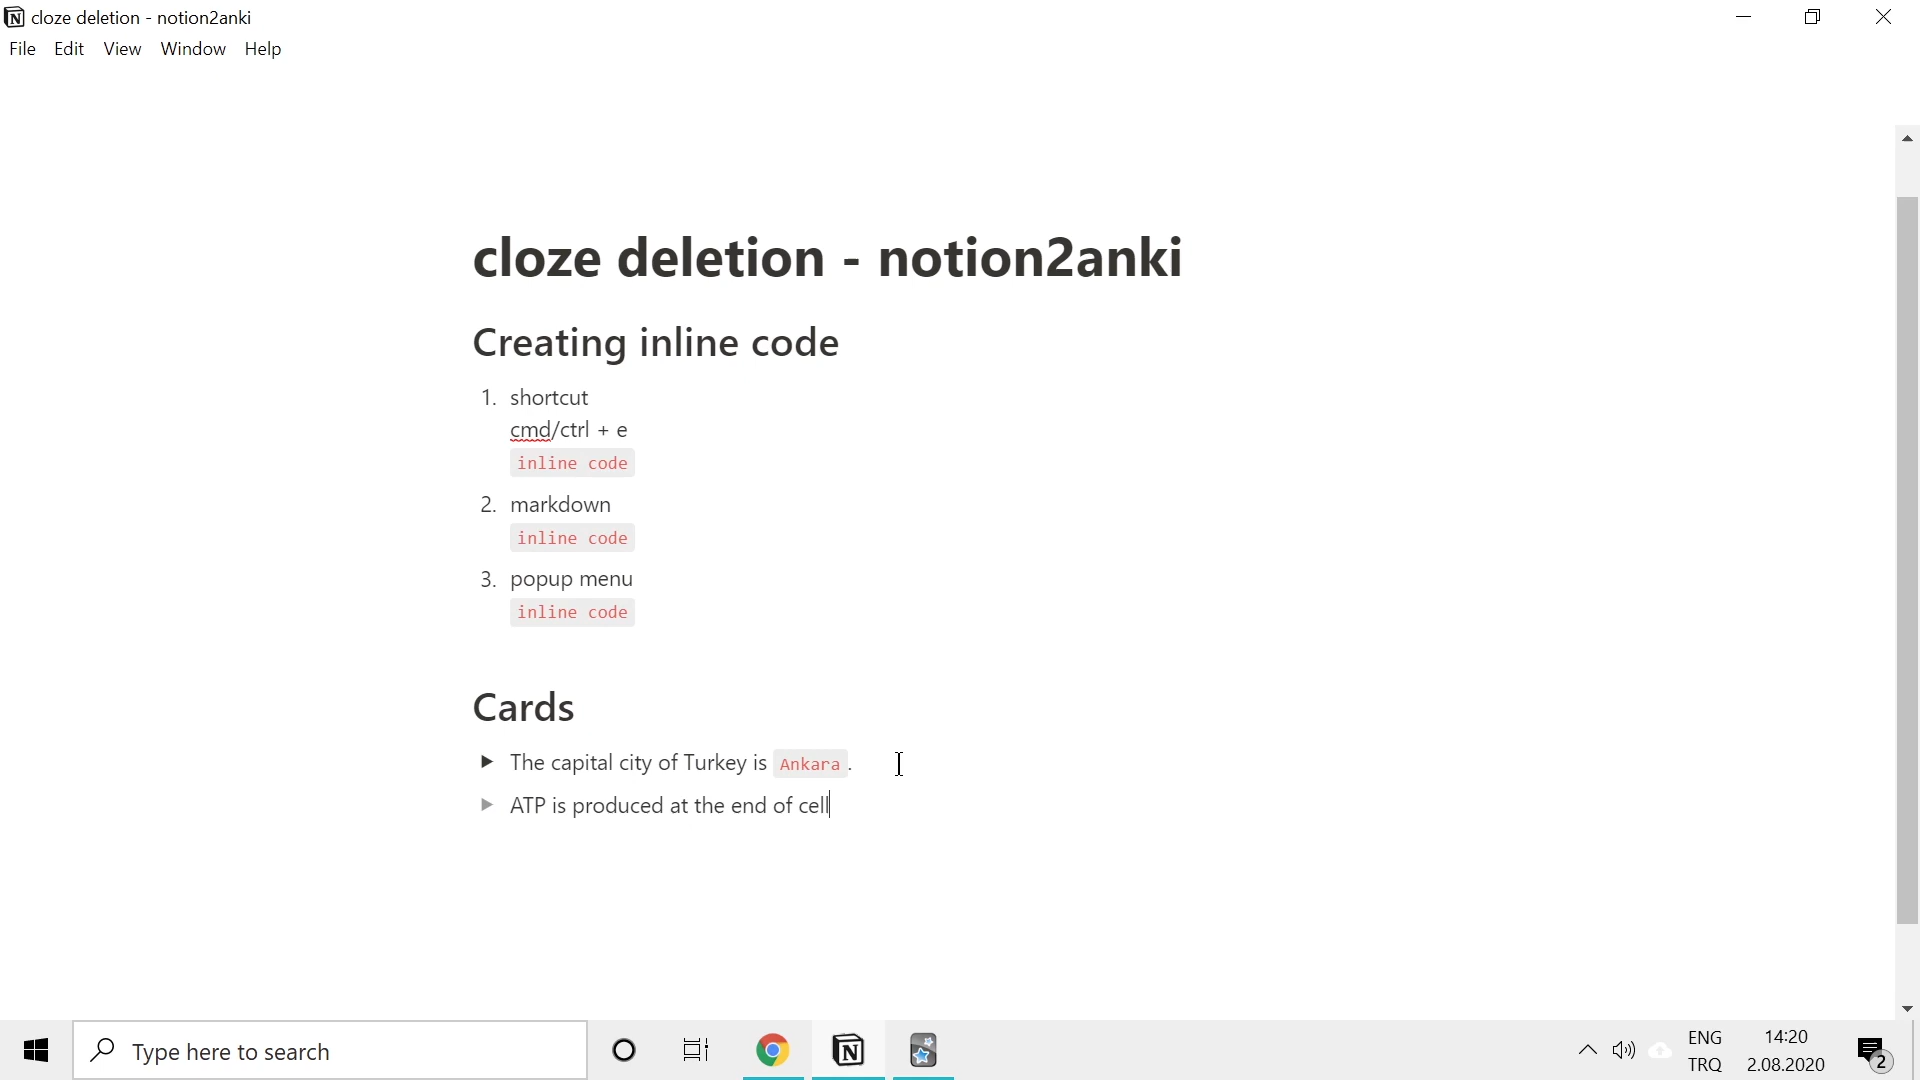 cloze deletion - notion2anki
File Edit View Window Help
cloze deletion - notion2anki
Creating inline code
1. shortcut
cmd/ctrl + e
inline code
2. markdown
inline code
3. popup menu
inline code
Cards
The capital city of Turkey is Ankara.
ATP is produced at the end of cell
Type here to search
ENG 14:20
TRQ 2.08.2020
2